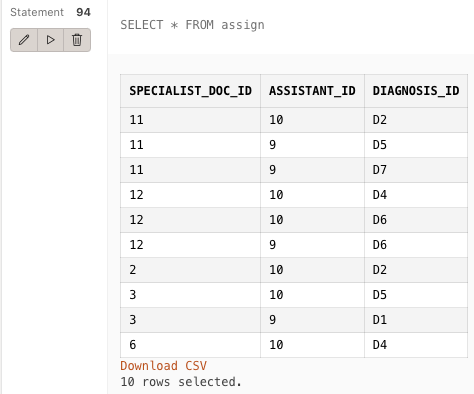 Statement 94
SELECT * FROM assign
SPECIALIST_DOC_ID ASSISTANT_ID DIAGNOSIS_ID
11 10 D2
11 9 D5
11 9 D7
12 10 D4
12 10 D6
12 9 D6
2 10 D2
3 10 D5
3 9 D1
6 10 D4
Download CSV
10 rows selected.